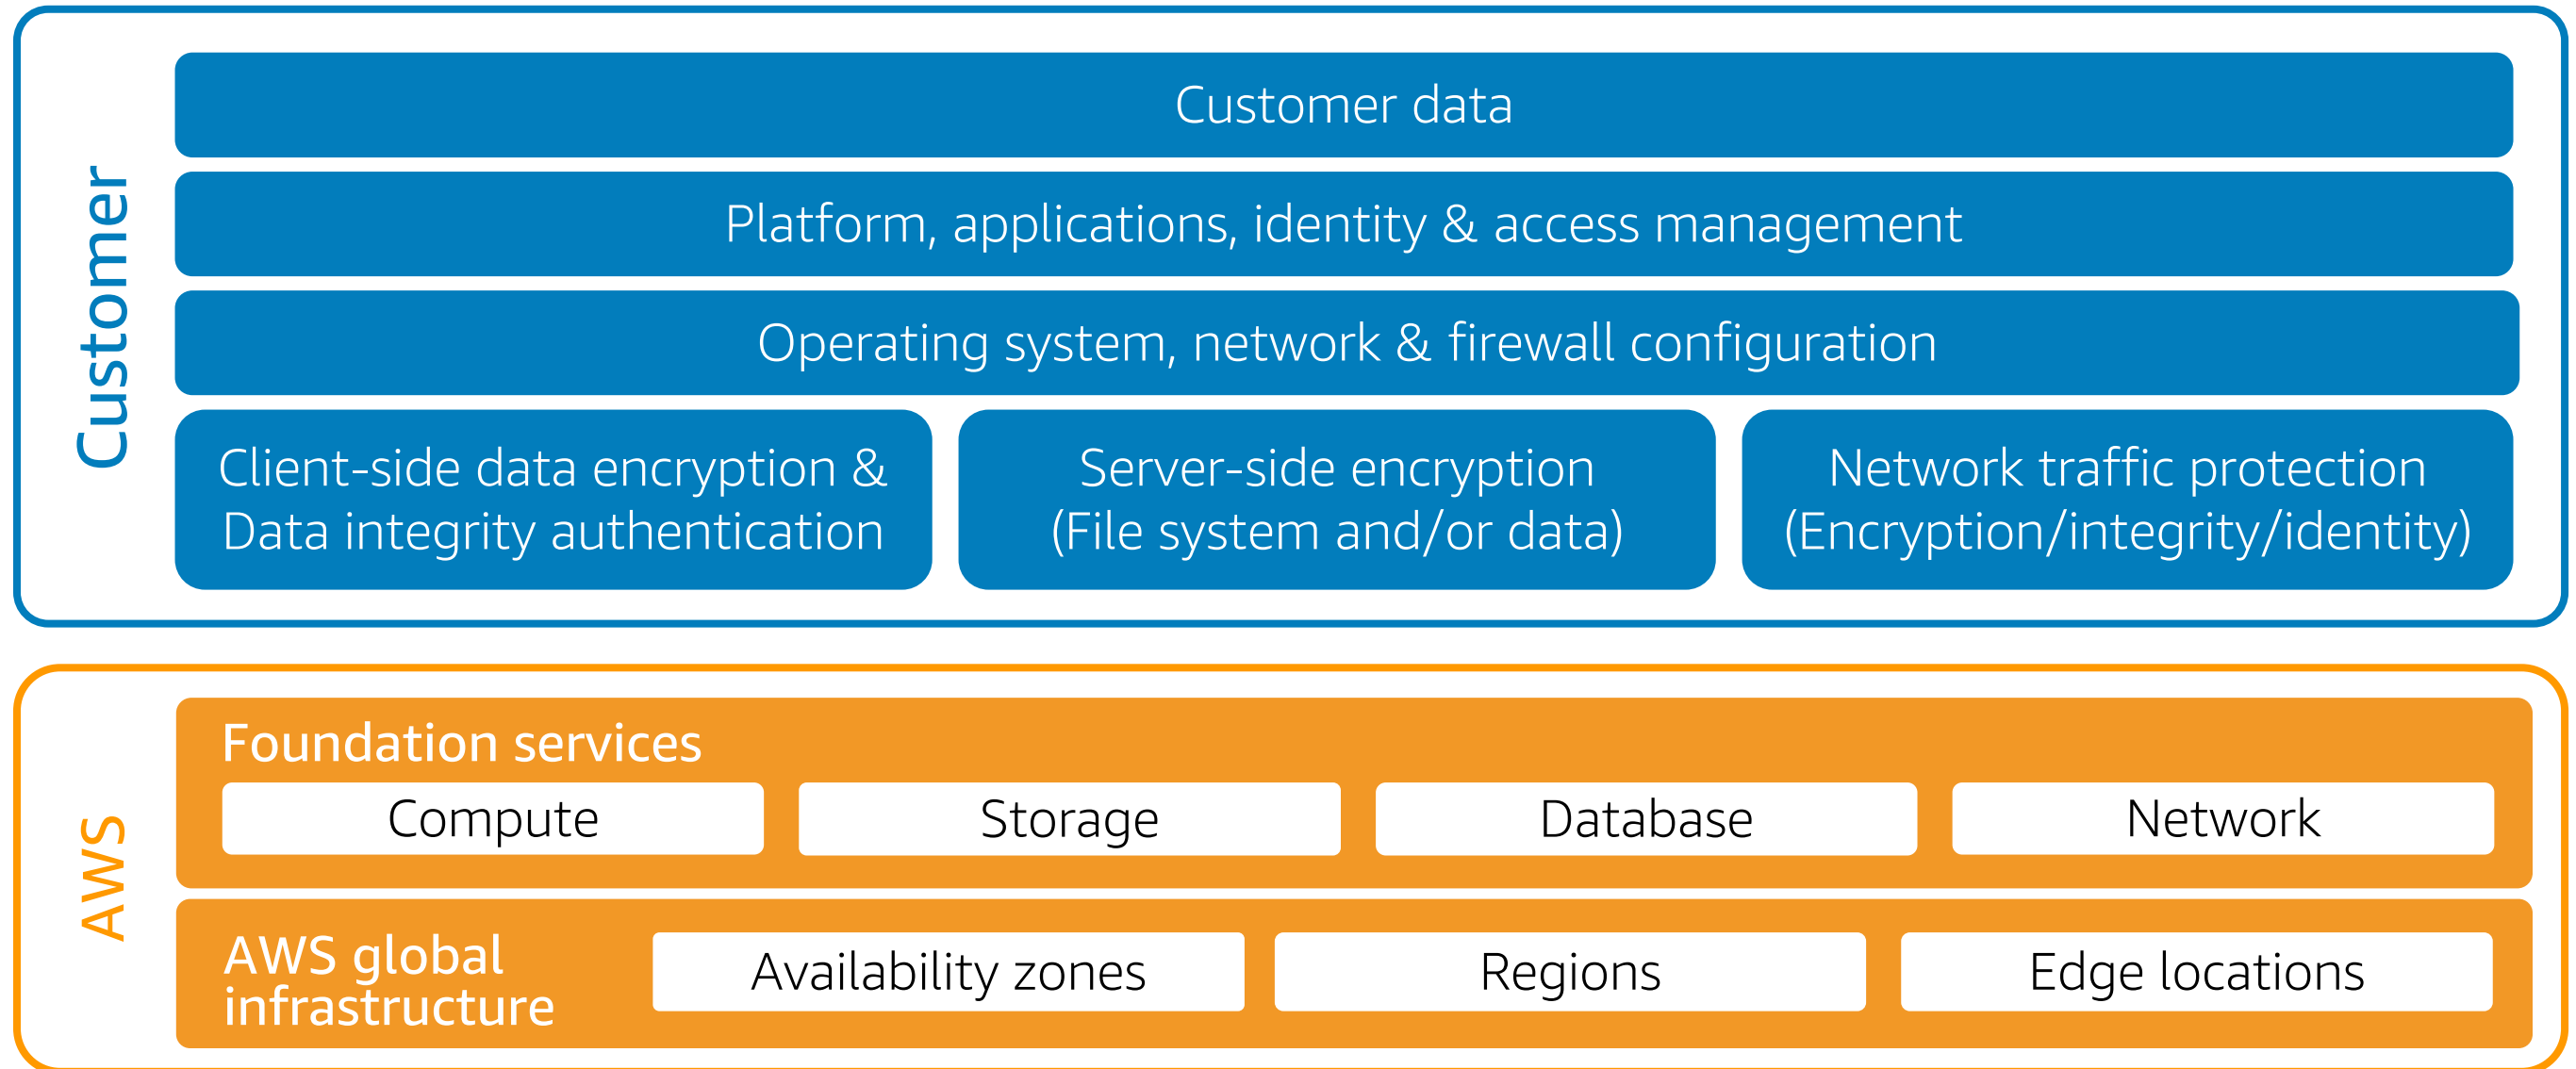 Customer
Customer data
Platform, applications, identity & access management
Operating system, network & firewall configuration
Client-side data encryption &
Data integrity authentication
Server-side encryption
(File system and/or data)
Network traffic protection
(Encryption/integrity/identity)
AWS
Foundation services
Compute
Storage
Database
Network
AWS global
infrastructure
Availability zones
Regions
Edge locations